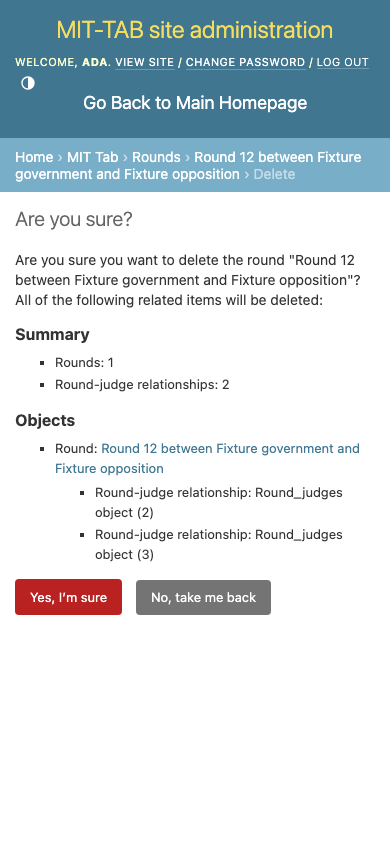 MIT-TAB site administration
WELCOME, ADA. VIEW SITE / CHANGE PASSWORD / LOG OUT
Go Back to Main Homepage
Home › MIT Tab › Rounds › Round 12 between Fixture
government and Fixture opposition › Delete
Are you sure?
Are you sure you want to delete the round "Round 12
between Fixture government and Fixture opposition"?
All of the following related items will be deleted:
Summary
Rounds: 1
Round-judge relationships: 2
Objects
Round: Round 12 between Fixture government and
Fixture opposition
Round-judge relationship: Round_judges
object (2)
Round-judge relationship: Round_judges
object (3)
Yes, I’m sure
No, take me back